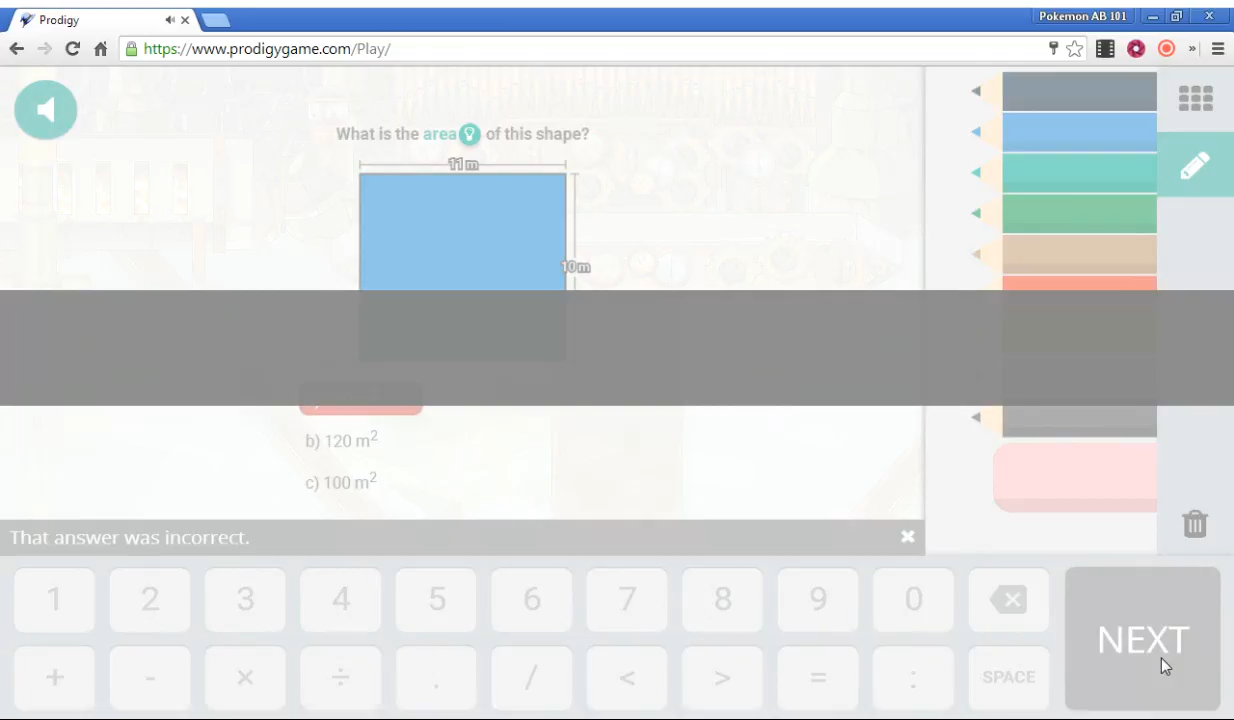 Prodigy
Pokemon AB 101
https://www.prodigygame.com/Play/
What is the area of this shape?
11 m
10 m
b) 120 m²
c) 100 m²
That answer was incorrect.
1 2 3 4 5 6 7 8 9 0
+ - × ÷ . / < > = : SPACE
NEXT